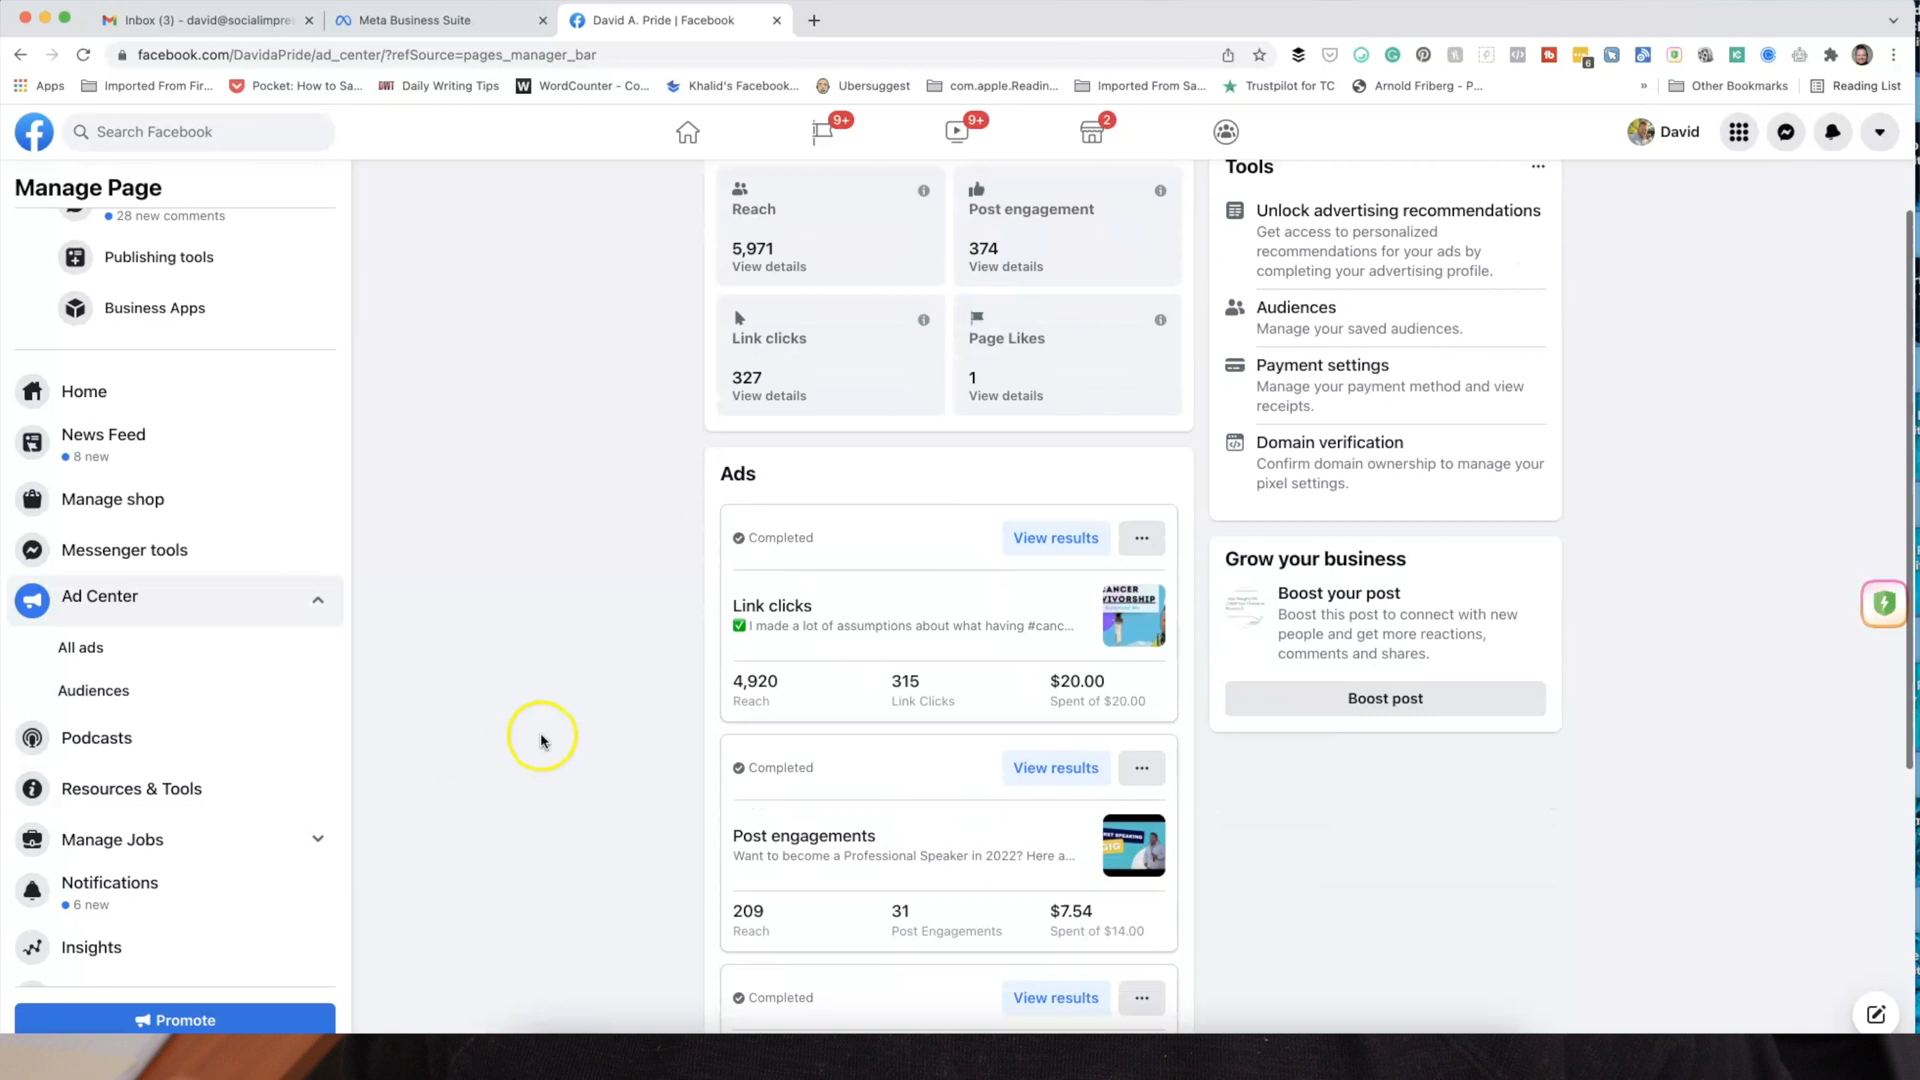 Inbox (3) - david@socialimpres
Meta Business Suite
David A. Pride | Facebook
facebook.com/DavidaPride/ad_center/?refSource=pages_manager_bar
6
Apps
Imported From Fir...
Pocket: How to Sa...
DWT Daily Writing Tips
W WordCounter - Co...
Khalid's Facebook...
Ubersuggest
com.apple.Readin...
Imported From Sa...
Trustpilot for TC
Arnold Friberg - P...
»
Other Bookmarks
Reading List
Search Facebook
9+
9+
2
David
Manage Page
28 new comments
Publishing tools
Business Apps
Home
News Feed
8 new
Manage shop
Messenger tools
Ad Center
All ads
Audiences
Podcasts
Resources & Tools
Manage Jobs
Notifications
6 new
Insights
Promote
Reach
5,971
View details
Post engagement
374
View details
Link clicks
327
View details
Page Likes
1
View details
Ads
Completed
View results
...
Link clicks
✅ I made a lot of assumptions about what having #canc...
4,920
Reach
315
Link Clicks
$20.00
Spent of $20.00
Completed
View results
...
Post engagements
Want to become a Professional Speaker in 2022? Here a...
209
Reach
31
Post Engagements
$7.54
Spent of $14.00
Completed
View results
...
Tools
...
Unlock advertising recommendations
Get access to personalized
recommendations for your ads by
completing your advertising profile.
Audiences
Manage your saved audiences.
Payment settings
Manage your payment method and view
receipts.
Domain verification
Confirm domain ownership to manage your
pixel settings.
Grow your business
Boost your post
Boost this post to connect with new
people and get more reactions,
comments and shares.
Boost post